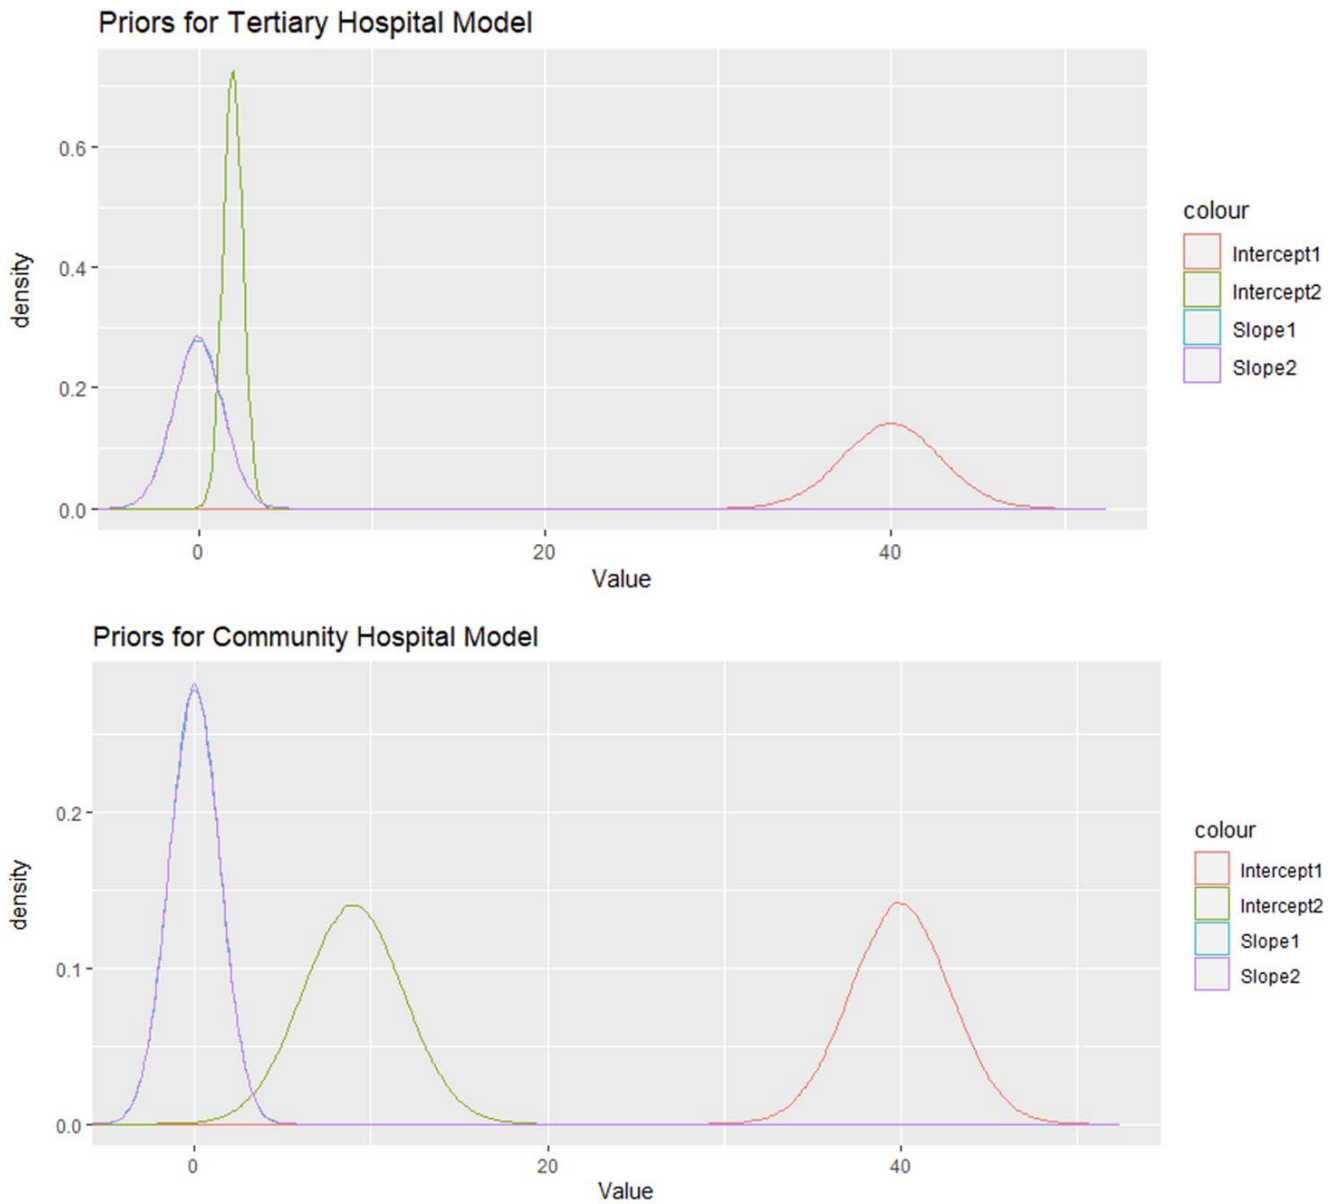 Priors for Tertiary Hospital Model
0.6
0.4
0.2
0.0
density
0 20 40
Value
colour
Intercept1
Intercept2
Slope1
Slope2
Priors for Community Hospital Model
0.2
0.1
0.0
density
0 20 40
Value
colour
Intercept1
Intercept2
Slope1
Slope2